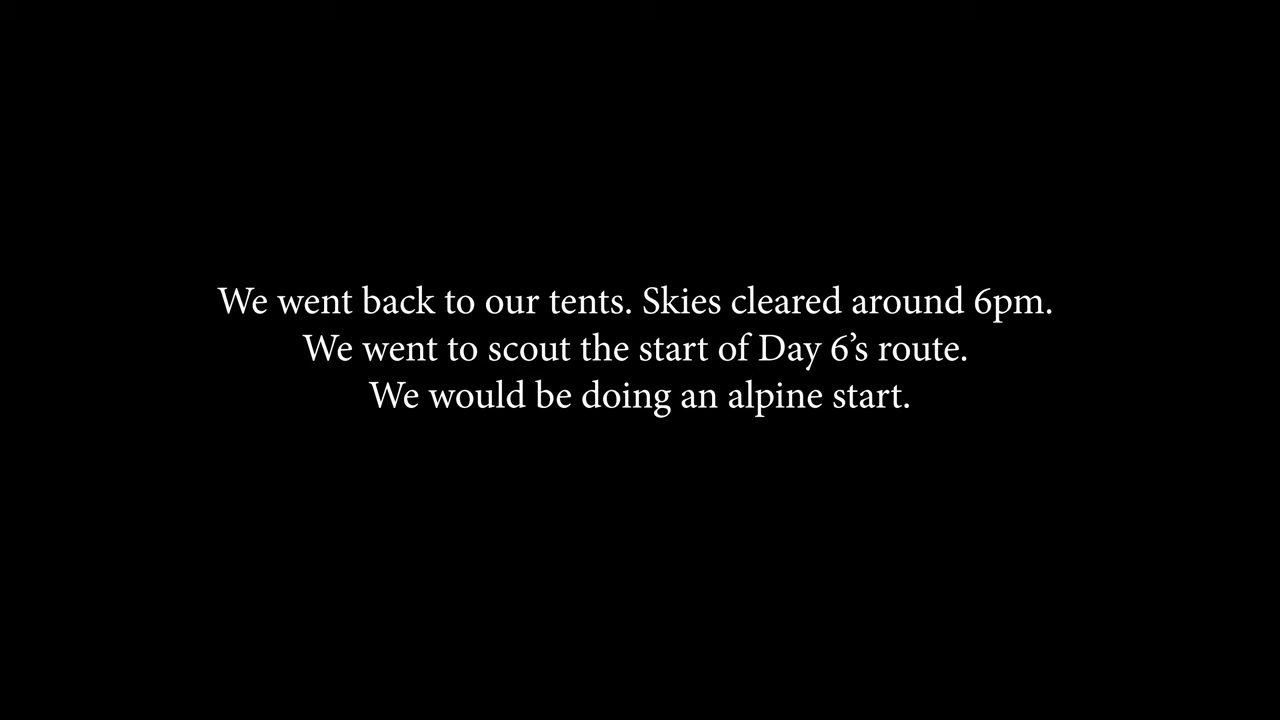 We went back to our tents. Skies cleared around 6pm.
We went to scout the start of Day 6’s route.
We would be doing an alpine start.